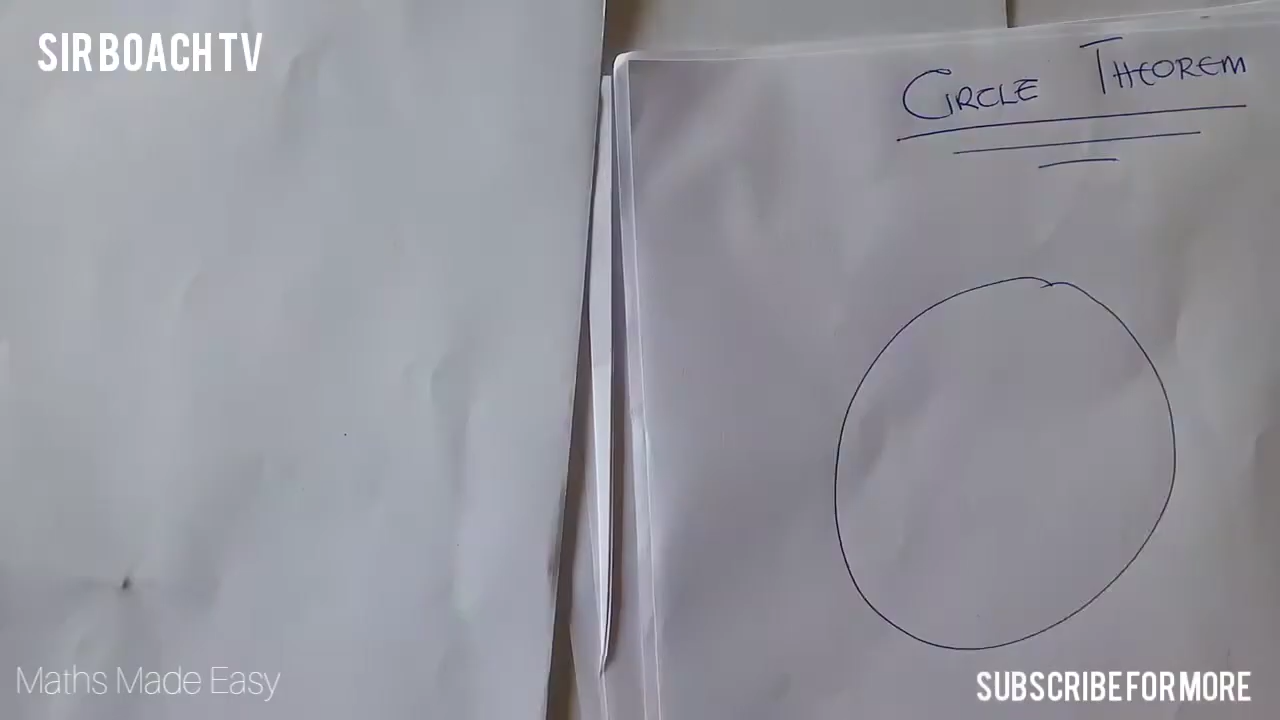 SIR BOACH TV
CIRCLE THEOREM
Maths Made Easy
SUBSCRIBE FOR MORE